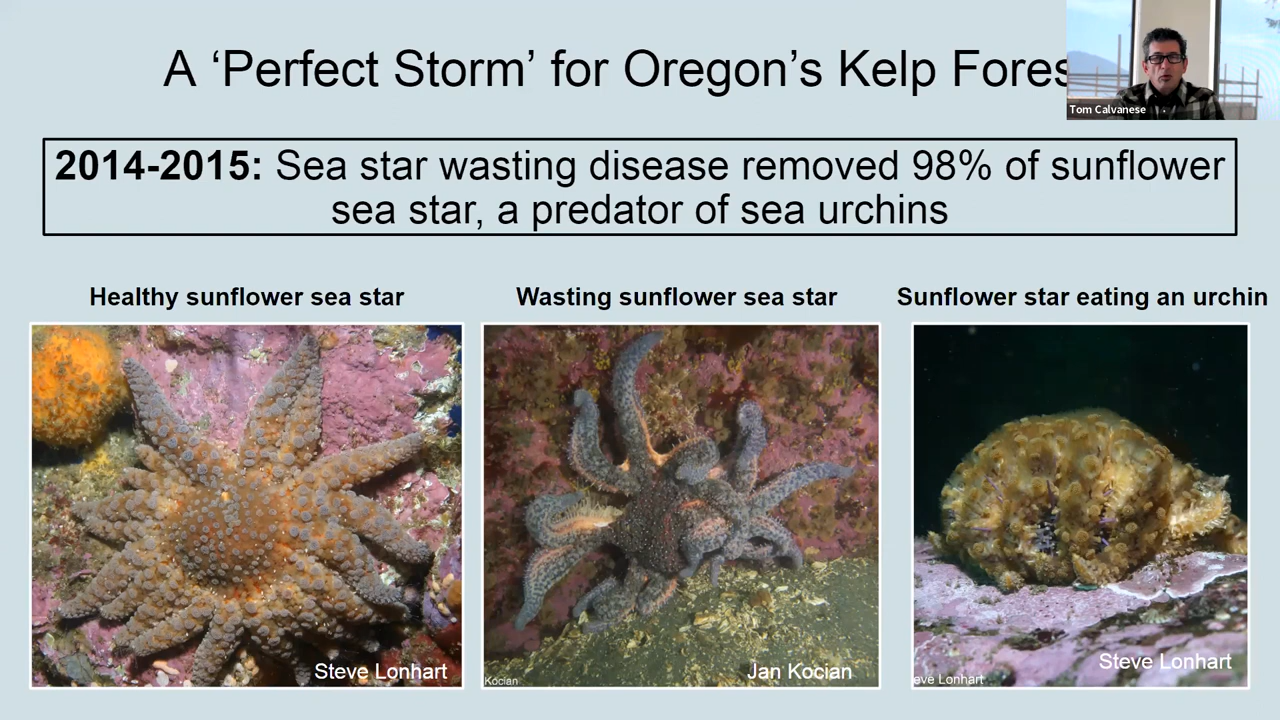 A ‘Perfect Storm’ for Oregon’s Kelp Fores
Tom Calvanese
2014-2015: Sea star wasting disease removed 98% of sunflower
sea star, a predator of sea urchins
Healthy sunflower sea star
Wasting sunflower sea star
Sunflower star eating an urchin
Steve Lonhart
Kocian
Jan Kocian
Steve Lonhart
eve Lonhart